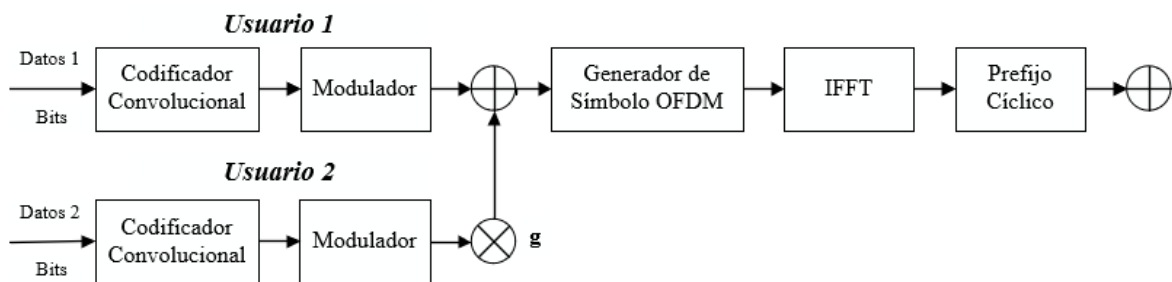 Usuario 1
Datos 1
Bits
Codificador
Convolucional
Modulador
Generador de
Símbolo OFDM
IFFT
Prefijo
Cíclico
Usuario 2
Datos 2
Bits
Codificador
Convolucional
Modulador
g